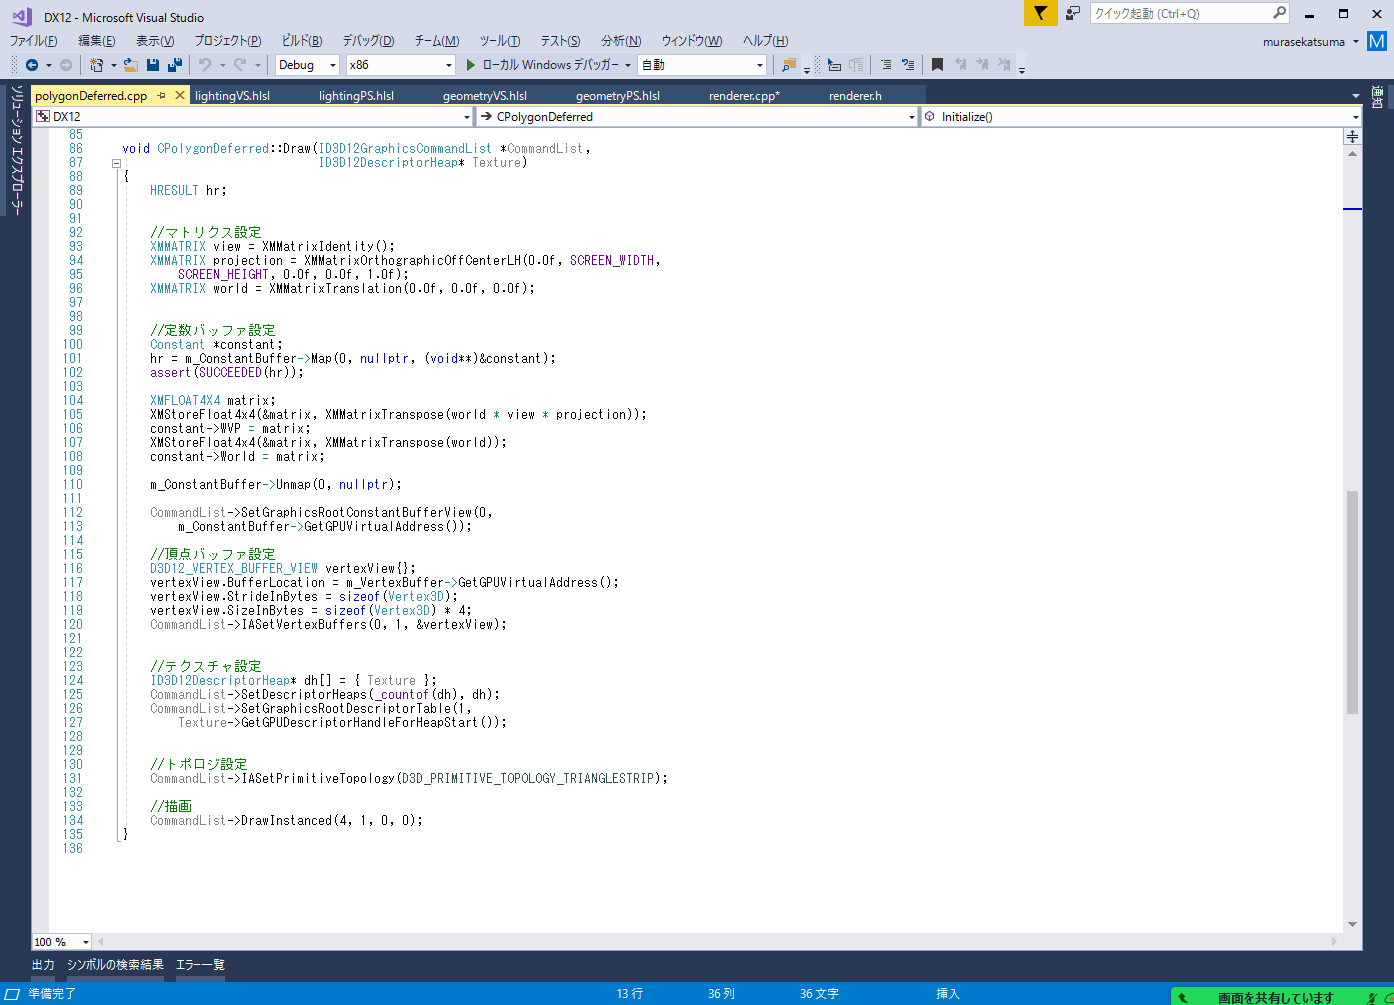 DX12 - Microsoft Visual Studio
クイック起動 (Ctrl+Q)
ファイル(F) 編集(E) 表示(V) プロジェクト(P) ビルド(B) デバッグ(D) チーム(M) ツール(T) テスト(S) 分析(N) ウィンドウ(W) ヘルプ(H)
murasekatsuma
M
Debug x86 ローカル Windows デバッガー 自動
ソリューション エクスプローラー
通知
polygonDeferred.cpp lightingVS.hlsl lightingPS.hlsl geometryVS.hlsl geometryPS.hlsl renderer.cpp* renderer.h
DX12 CPolygonDeferred Initialize()
85
86 void CPolygonDeferred::Draw(ID3D12GraphicsCommandList *CommandList,
87 ID3D12DescriptorHeap* Texture)
88 {
89 HRESULT hr;
90
91
92 //マトリクス設定
93 XMMATRIX view = XMMatrixIdentity();
94 XMMATRIX projection = XMMatrixOrthographicOffCenterLH(0.0f, SCREEN_WIDTH,
95 SCREEN_HEIGHT, 0.0f, 0.0f, 1.0f);
96 XMMATRIX world = XMMatrixTranslation(0.0f, 0.0f, 0.0f);
97
98
99 //定数バッファ設定
100 Constant *constant;
101 hr = m_ConstantBuffer->Map(0, nullptr, (void**)&constant);
102 assert(SUCCEEDED(hr));
103
104 XMFLOAT4X4 matrix;
105 XMStoreFloat4x4(&matrix, XMMatrixTranspose(world * view * projection));
106 constant->WVP = matrix;
107 XMStoreFloat4x4(&matrix, XMMatrixTranspose(world));
108 constant->World = matrix;
109
110 m_ConstantBuffer->Unmap(0, nullptr);
111
112 CommandList->SetGraphicsRootConstantBufferView(0,
113 m_ConstantBuffer->GetGPUVirtualAddress());
114
115 //頂点バッファ設定
116 D3D12_VERTEX_BUFFER_VIEW vertexView{};
117 vertexView.BufferLocation = m_VertexBuffer->GetGPUVirtualAddress();
118 vertexView.StrideInBytes = sizeof(Vertex3D);
119 vertexView.SizeInBytes = sizeof(Vertex3D) * 4;
120 CommandList->IASetVertexBuffers(0, 1, &vertexView);
121
122
123 //テクスチャ設定
124 ID3D12DescriptorHeap* dh[] = { Texture };
125 CommandList->SetDescriptorHeaps(_countof(dh), dh);
126 CommandList->SetGraphicsRootDescriptorTable(1,
127 Texture->GetGPUDescriptorHandleForHeapStart());
128
129
130 //トポロジ設定
131 CommandList->IASetPrimitiveTopology(D3D_PRIMITIVE_TOPOLOGY_TRIANGLESTRIP);
132
133 //描画
134 CommandList->DrawInstanced(4, 1, 0, 0);
135 }
136
100 %
出力 シンボルの検索結果 エラー一覧
準備完了 13 行 36 列 36 文字 挿入
画面を共有しています